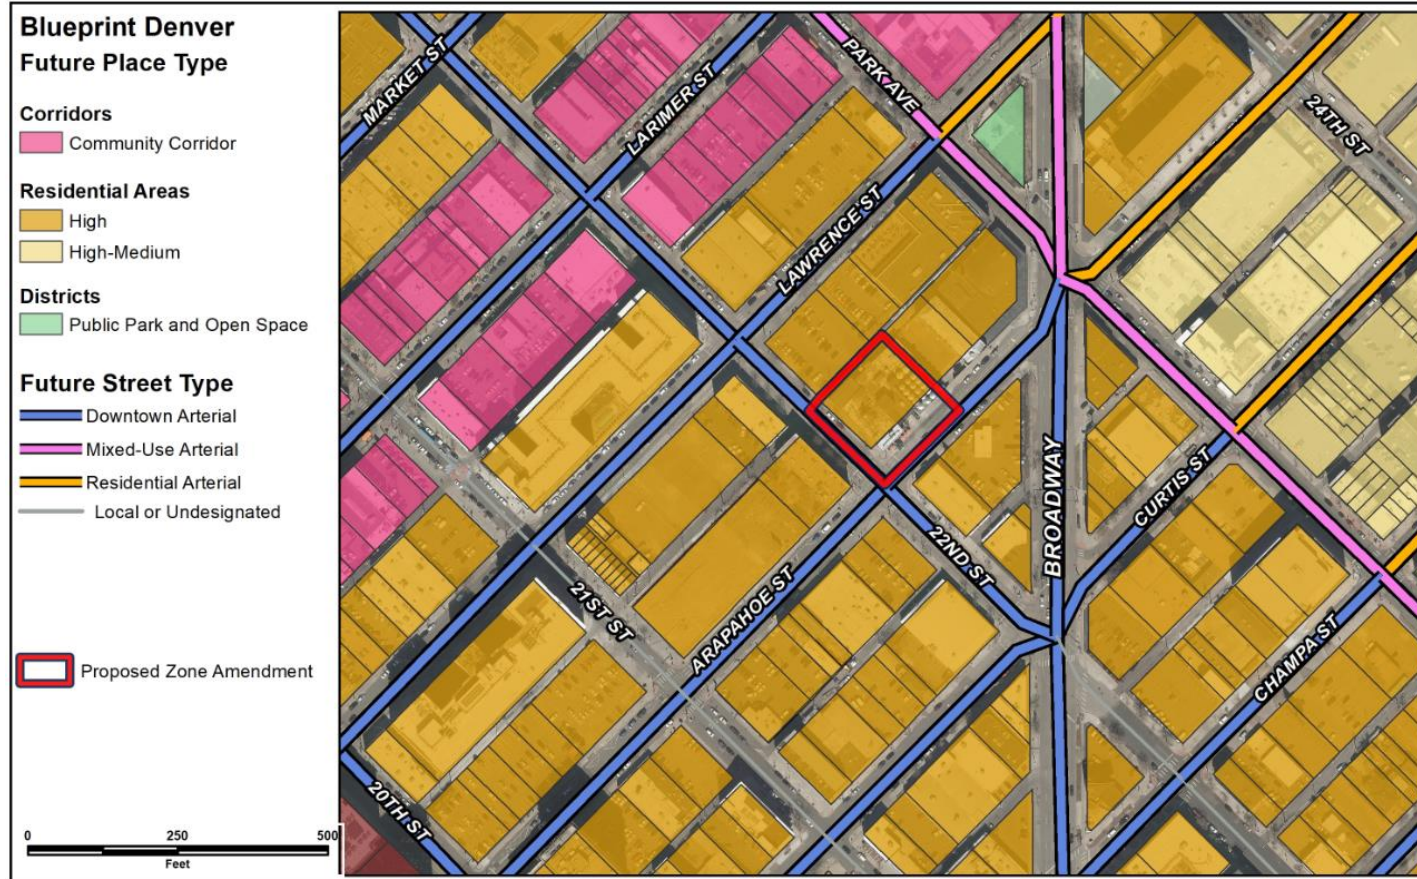 Blueprint Denver
Future Place Type
Corridors
Community Corridor
Residential Areas
High
High-Medium
Districts
Public Park and Open Space
Future Street Type
Downtown Arterial
Mixed-Use Arterial
Residential Arterial
Local or Undesignated
Proposed Zone Amendment
0 250 500
Feet
MARKET ST
LARIMER ST
PARK AVE
24TH ST
LAWRENCE ST
BROADWAY
CURTIS ST
22ND ST
21ST ST
ARAPAHOE ST
CHAMPA ST
20TH ST